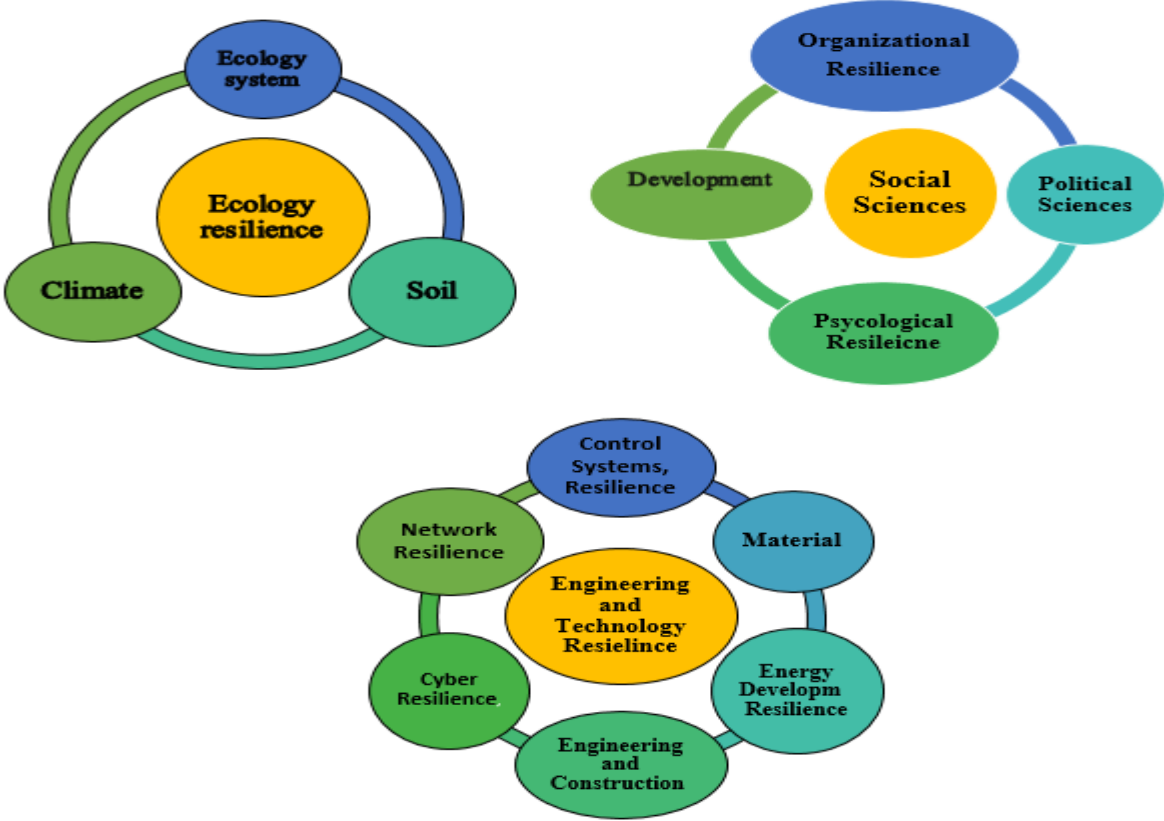 Ecology
system
Ecology
resilience
Climate
Soil
Organizational
Resilience
Development
Social
Sciences
Political
Sciences
Psycological
Resileicne
Control
Systems,
Resilience
Network
Resilience
Material
Engineering
and
Technology
Resielince
Cyber
Resilience,
Energy
Developm
Resilience
Engineering
and
Construction